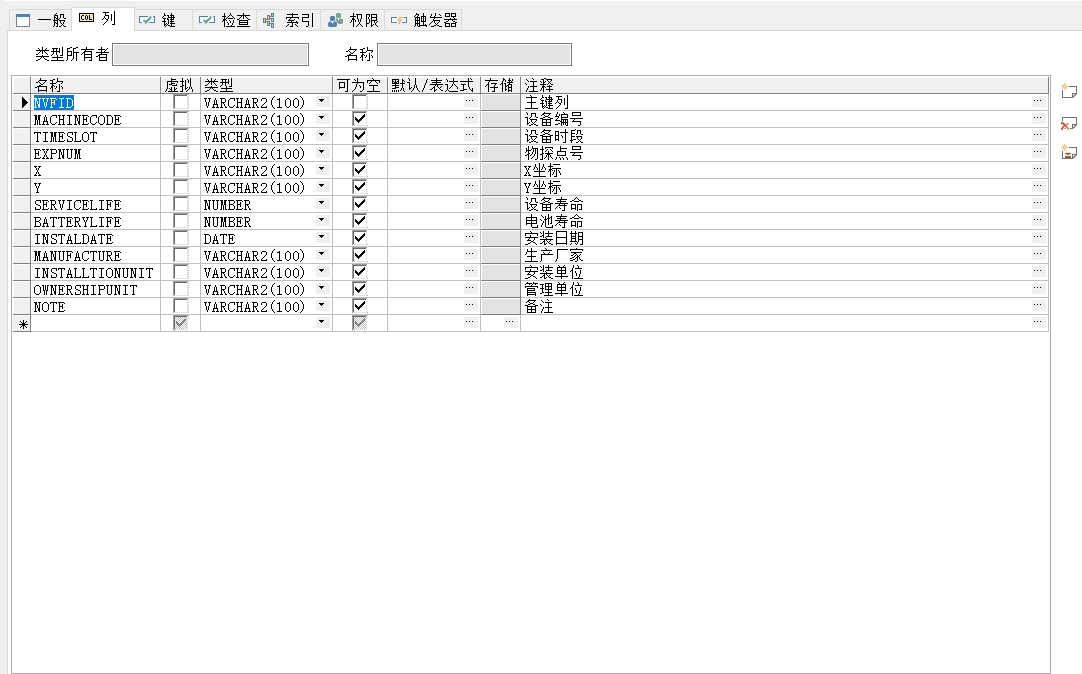 一般 COL 列 键 检查 索引 权限 触发器
类型所有者 名称
名称 虚拟 类型 可为空 默认/表达式 存储 注释
NVFID VARCHAR2(100) ... 主键列 ...
MACHINECODE VARCHAR2(100) ... 设备编号 ...
TIMESLOT VARCHAR2(100) ... 设备时段 ...
EXPNUM VARCHAR2(100) ... 物探点号 ...
X VARCHAR2(100) ... X坐标 ...
Y VARCHAR2(100) ... Y坐标 ...
SERVICELIFE NUMBER ... 设备寿命 ...
BATTERYLIFE NUMBER ... 电池寿命 ...
INSTALDATE DATE ... 安装日期 ...
MANUFACTURE VARCHAR2(100) ... 生产厂家 ...
INSTALLTIONUNIT VARCHAR2(100) ... 安装单位 ...
OWNERSHIPUNIT VARCHAR2(100) ... 管理单位 ...
NOTE VARCHAR2(100) ... 备注 ...
* ... ... ...